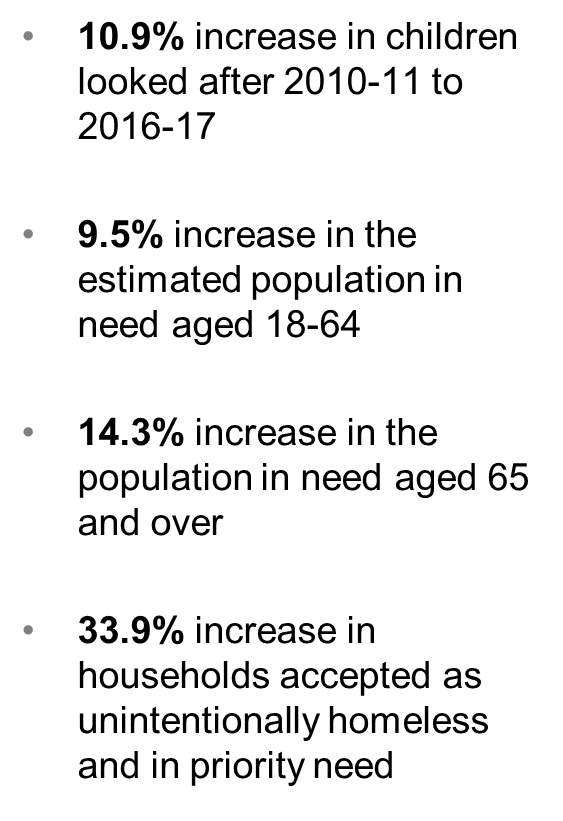 • 10.9% increase in children
looked after 2010-11 to
2016-17
• 9.5% increase in the
estimated population in
need aged 18-64
• 14.3% increase in the
population in need aged 65
and over
• 33.9% increase in
households accepted as
unintentionally homeless
and in priority need